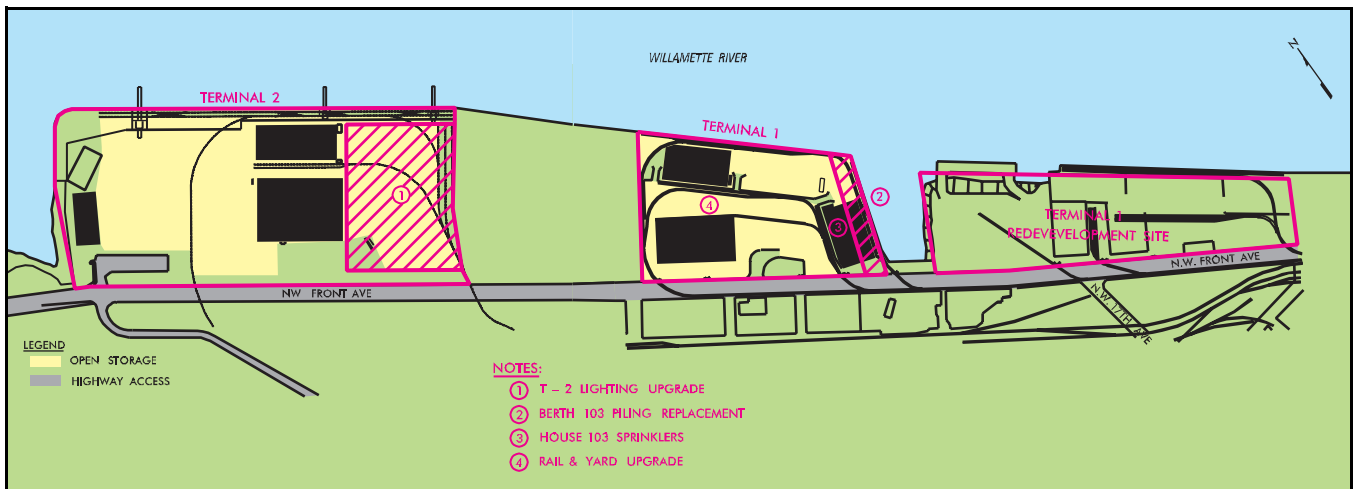 WILLAMETTE RIVER
Z
TERMINAL 2
TERMINAL 1
1
2
3
4
TERMINAL 1
REDEVEVELOPMENT SITE
N.W. FRONT AVE
NW FRONT AVE
N.W. 17TH AVE
LEGEND
OPEN STORAGE
HIGHWAY ACCESS
NOTES:
1 T – 2 LIGHTING UPGRADE
2 BERTH 103 PILING REPLACEMENT
3 HOUSE 103 SPRINKLERS
4 RAIL & YARD UPGRADE